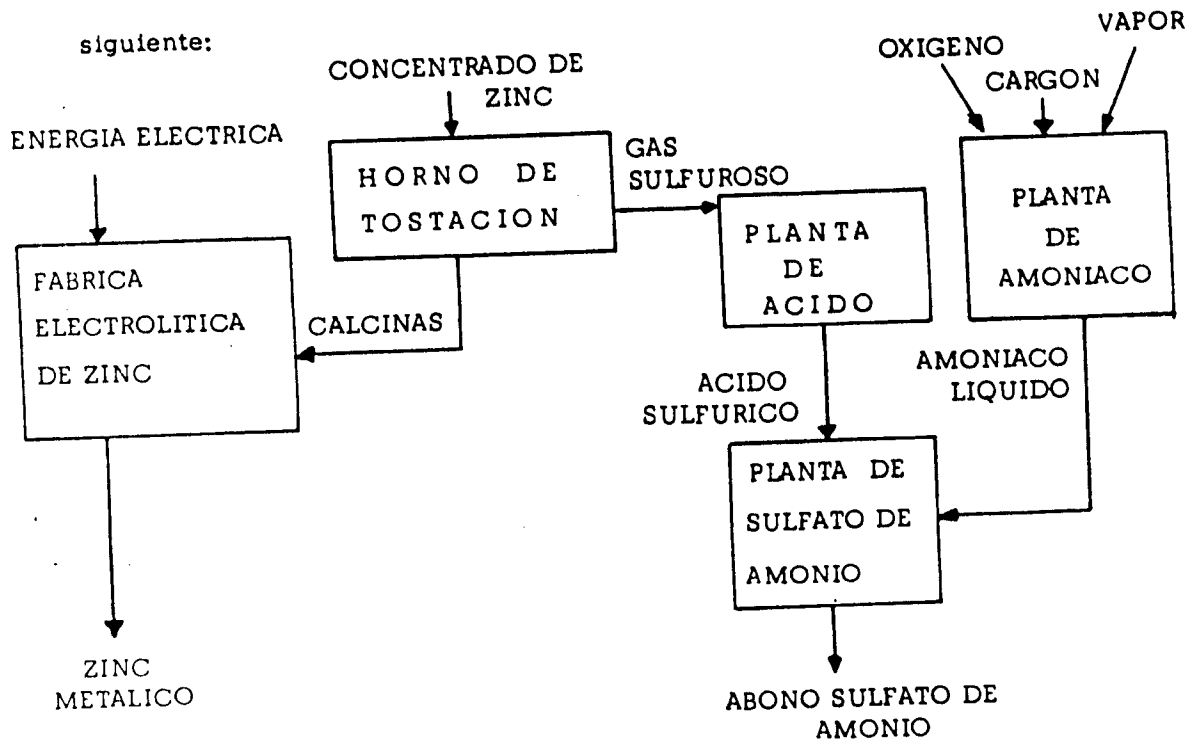 siguiente:
VAPOR
OXIGENO
CARGON
CONCENTRADO DE
ZINC
ENERGIA ELECTRICA
HORNO DE
TOSTACION
GAS
SULFUROSO
PLANTA
DE
AMONIACO
PLANTA
DE
ACIDO
FABRICA
ELECTROLITICA
DE ZINC
CALCINAS
ACIDO
SULFURICO
AMONIACO
LIQUIDO
PLANTA DE
SULFATO DE
AMONIO
ZINC
METALICO
ABONO SULFATO DE
AMONIO